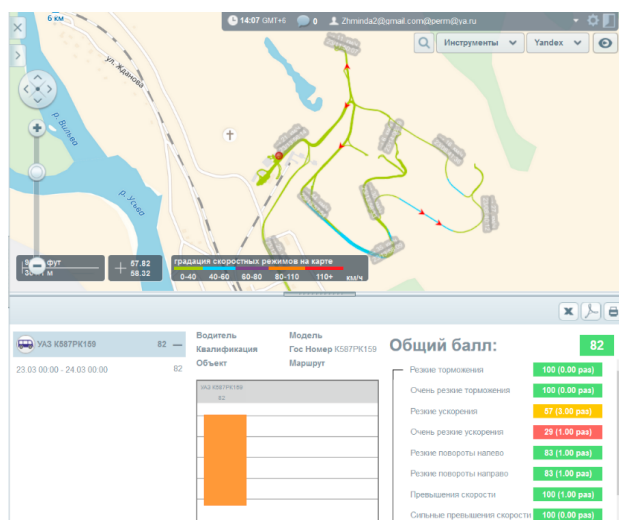 6 км
14:07 GMT+6 0 Zhminda2@gmail.com@perm@ya.ru
Инструменты Yandex
ул. Жданова
р. Вильва
р. Усьва
фут
м
57.82
58.32
градация скоростных режимов на карте
0-40 40-60 60-80 80-110 110+ км/ч
УАЗ К587РК159 82
23.03 00:00 - 24.03 00:00 82
Водитель Модель
Квалификация Гос Номер К587РК159
Объект Маршрут
УАЗ К587РК159
82
Общий балл: 82
Резкие торможения 100 (0.00 раз)
Очень резкие торможения 100 (0.00 раз)
Резкие ускорения 67 (3.00 раз)
Очень резкие ускорения 29 (1.00 раз)
Резкие повороты налево 83 (1.00 раз)
Резкие повороты направо 83 (1.00 раз)
Превышения скорости 100 (1.00 раз)
Сильные превышения скорости 100 (0.00 раз)